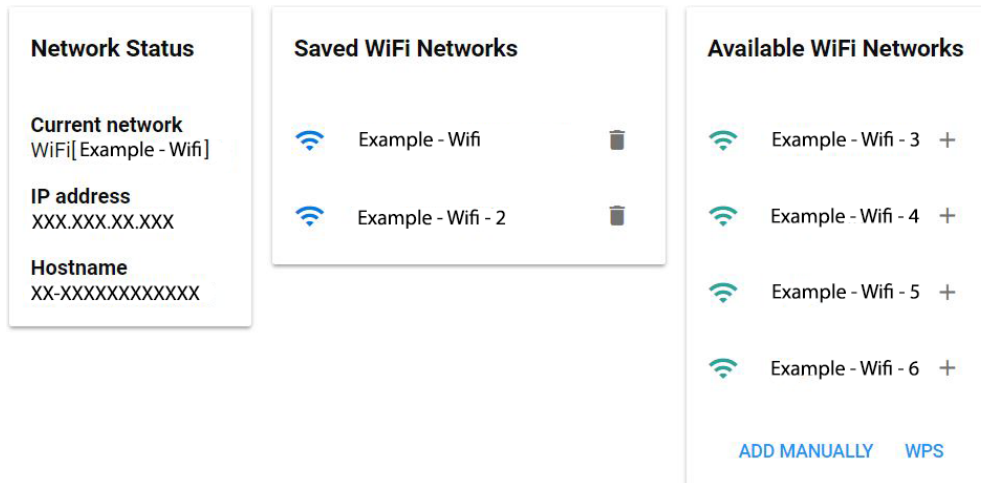 Network Status
Current network
WiFi[Example - Wifi]
IP address
XXX.XXX.XX.XXX
Hostname
XX-XXXXXXXXXXXX
Saved WiFi Networks
Example - Wifi
Example - Wifi - 2
Available WiFi Networks
Example - Wifi - 3
Example - Wifi - 4
Example - Wifi - 5
Example - Wifi - 6
ADD MANUALLY WPS